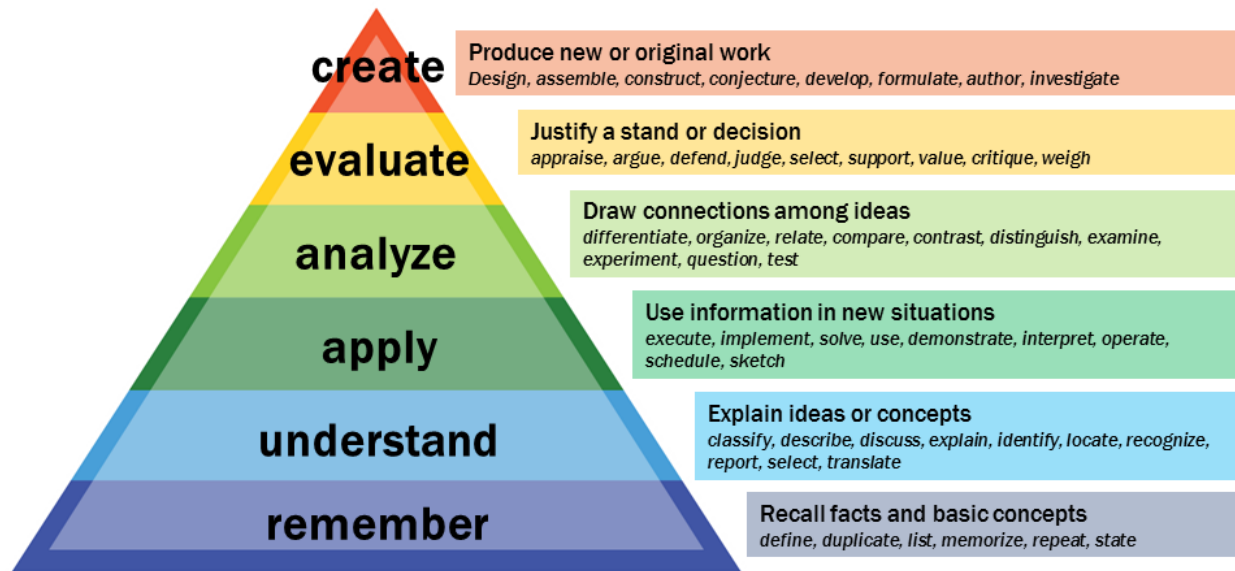 create
Produce new or original work
Design, assemble, construct, conjecture, develop, formulate, author, investigate
evaluate
Justify a stand or decision
appraise, argue, defend, judge, select, support, value, critique, weigh
analyze
Draw connections among ideas
differentiate, organize, relate, compare, contrast, distinguish, examine,
experiment, question, test
apply
Use information in new situations
execute, implement, solve, use, demonstrate, interpret, operate,
schedule, sketch
understand
Explain ideas or concepts
classify, describe, discuss, explain, identify, locate, recognize,
report, select, translate
remember
Recall facts and basic concepts
define, duplicate, list, memorize, repeat, state